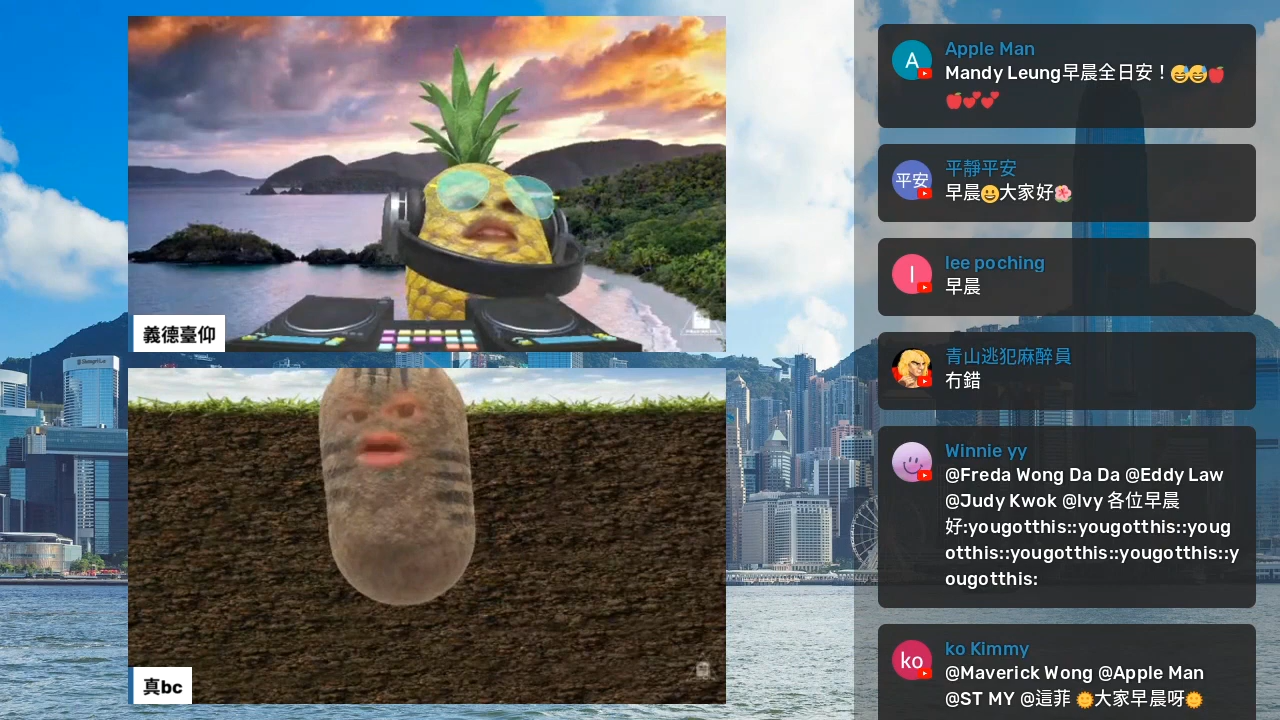 義德臺仰
真bc
Apple Man
Mandy Leung早晨全日安！😅😅🍎
🍎💕💕
平安
平靜平安
早晨😀大家好🌺
lee poching
早晨
青山逃犯麻醉員
冇錯
Winnie yy
@Freda Wong Da Da @Eddy Law
@Judy Kwok @Ivy 各位早晨
好:yougotthis::yougotthis::youg
otthis::yougotthis::yougotthis::y
ougotthis:
ko
ko Kimmy
@Maverick Wong @Apple Man
@ST MY @這菲 🌞大家早晨呀🌞